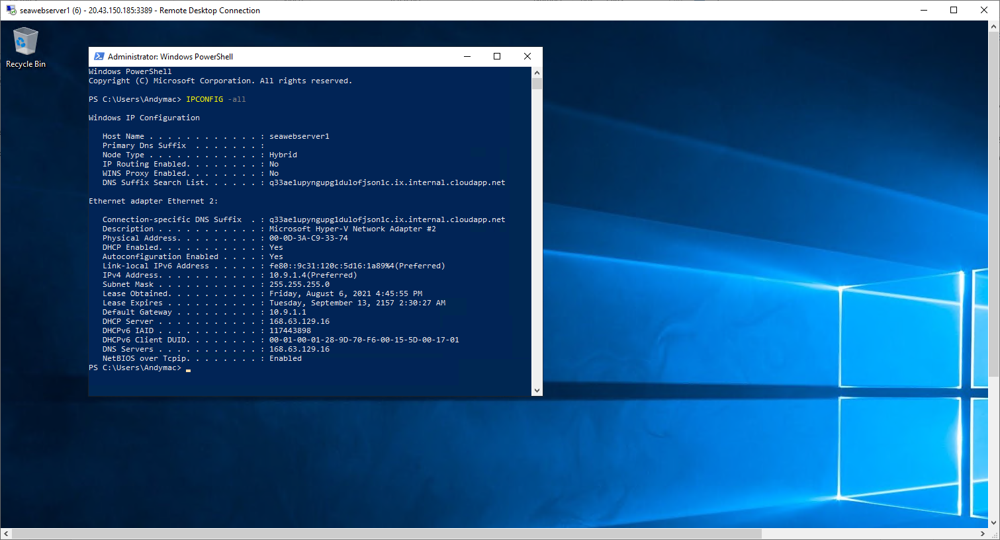 seawebserver1 (6) - 20.43.150.185:3389 - Remote Desktop Connection
Recycle Bin
Administrator: Windows PowerShell
Windows PowerShell
Copyright (C) Microsoft Corporation. All rights reserved.
PS C:\Users\Andymac> IPCONFIG -all
Windows IP Configuration
Host Name . . . . . . . . . . . . : seawebserver1
Primary Dns Suffix  . . . . . . . :
Node Type . . . . . . . . . . . . : Hybrid
IP Routing Enabled. . . . . . . . : No
WINS Proxy Enabled. . . . . . . . : No
DNS Suffix Search List. . . . . . : q33ae1upyngupg1dulofjson1c.ix.internal.cloudapp.net
Ethernet adapter Ethernet 2:
Connection-specific DNS Suffix  . : q33ae1upyngupg1dulofjson1c.ix.internal.cloudapp.net
Description . . . . . . . . . . . : Microsoft Hyper-V Network Adapter #2
Physical Address. . . . . . . . . : 00-0D-3A-C9-33-74
DHCP Enabled. . . . . . . . . . . : Yes
Autoconfiguration Enabled . . . . : Yes
Link-local IPv6 Address . . . . . : fe80::9c31:120c:5d16:1a89%4(Preferred)
IPv4 Address. . . . . . . . . . . : 10.9.1.4(Preferred)
Subnet Mask . . . . . . . . . . . : 255.255.255.0
Lease Obtained. . . . . . . . . . : Friday, August 6, 2021 4:45:55 PM
Lease Expires . . . . . . . . . . : Tuesday, September 13, 2157 2:30:27 AM
Default Gateway . . . . . . . . . : 10.9.1.1
DHCP Server . . . . . . . . . . . : 168.63.129.16
DHCPv6 IAID . . . . . . . . . . . : 117443898
DHCPv6 Client DUID. . . . . . . . : 00-01-00-01-28-9D-70-F6-00-15-5D-00-17-01
DNS Servers . . . . . . . . . . . : 168.63.129.16
NetBIOS over Tcpip. . . . . . . . : Enabled
PS C:\Users\Andymac>